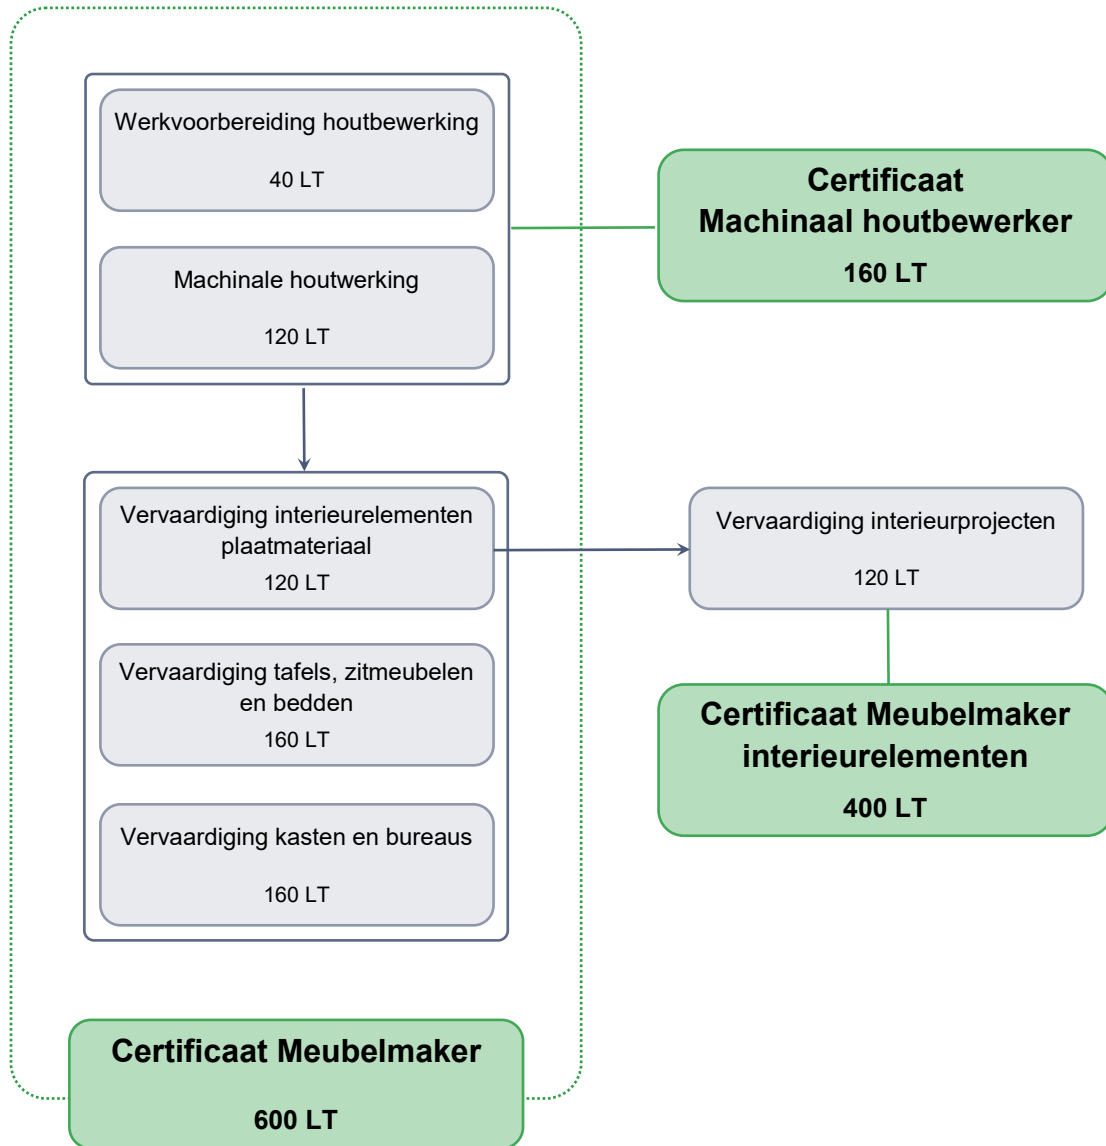 Werkvoorbereiding houtbewerking
40 LT
Machinale houtwerking
120 LT
Certificaat
Machinaal houtbewerker
160 LT
Vervaardiging interieurelementen
plaatmateriaal
120 LT
Vervaardiging tafels, zitmeubelen
en bedden
160 LT
Vervaardiging kasten en bureaus
160 LT
Vervaardiging interieurprojecten
120 LT
Certificaat Meubelmaker
interieurelementen
400 LT
Certificaat Meubelmaker
600 LT